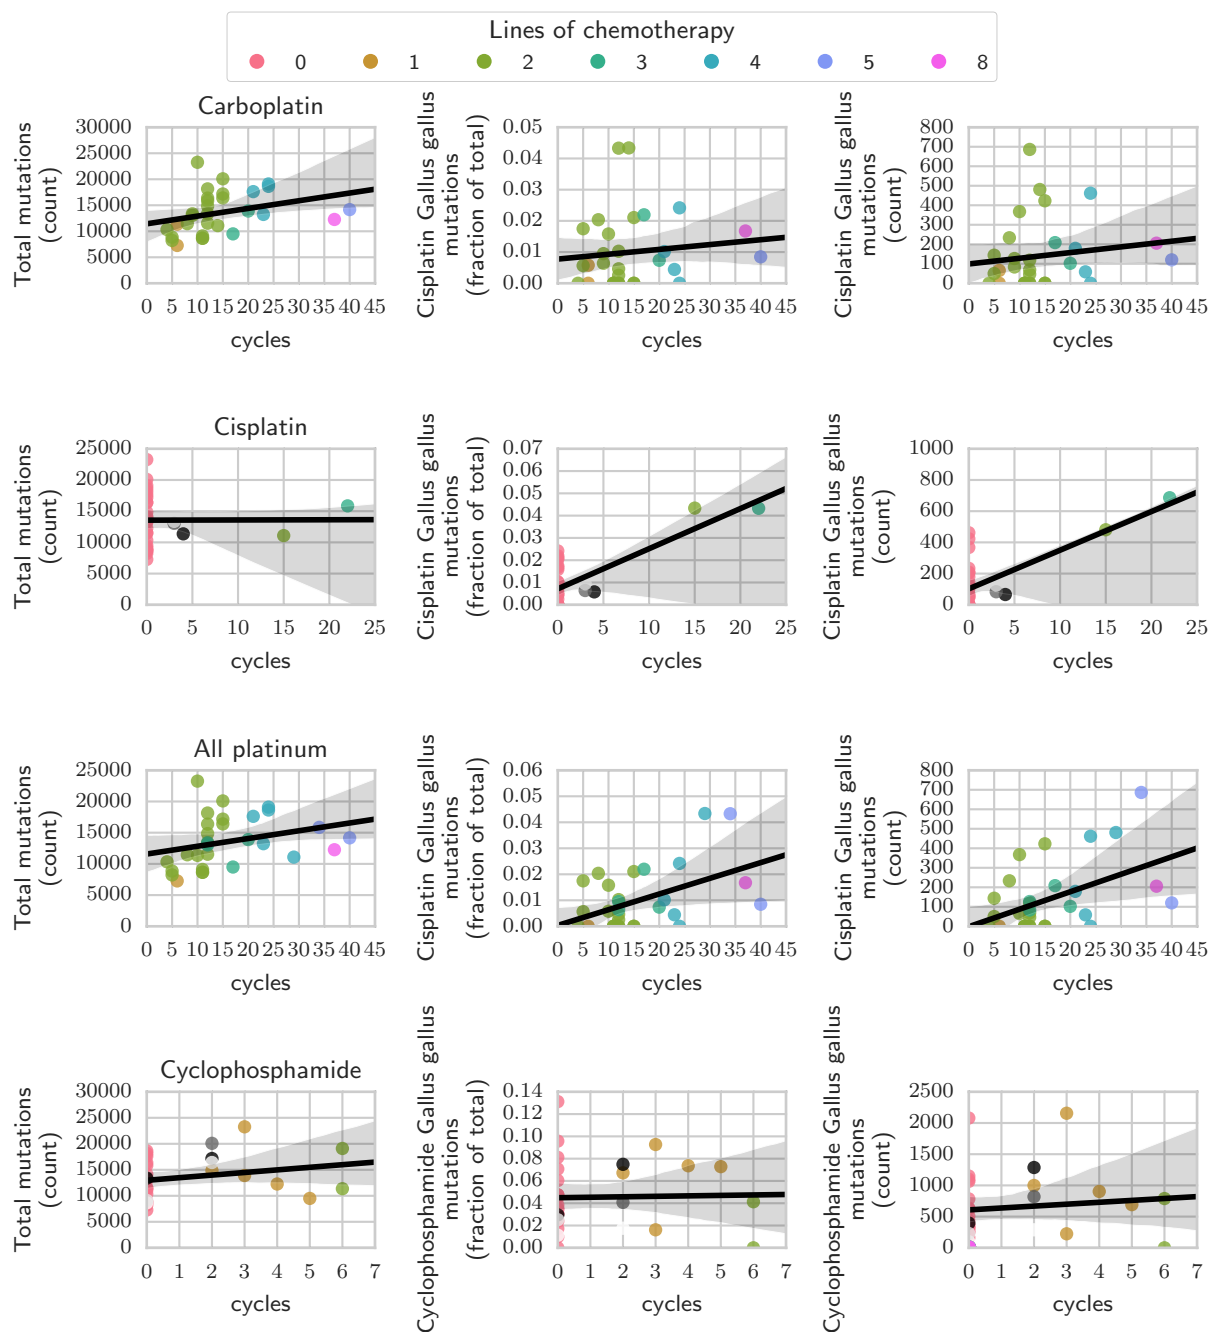 Lines of chemotherapy
0 1 2 3 4 5 8
Carboplatin
Total mutations
(count)
30000
25000
20000
15000
10000
5000
0
0 5 10 15 20 25 30 35 40 45
cycles
Cisplatin Gallus gallus
mutations
(fraction of total)
0.05
0.04
0.03
0.02
0.01
0.00
0 5 10 15 20 25 30 35 40 45
cycles
Cisplatin Gallus gallus
mutations
(count)
800
700
600
500
400
300
200
100
0
0 5 10 15 20 25 30 35 40 45
cycles
Cisplatin
Total mutations
(count)
25000
20000
15000
10000
5000
0
0 5 10 15 20 25
cycles
Cisplatin Gallus gallus
mutations
(fraction of total)
0.07
0.06
0.05
0.04
0.03
0.02
0.01
0.00
0 5 10 15 20 25
cycles
Cisplatin Gallus gallus
mutations
(count)
1000
800
600
400
200
0
0 5 10 15 20 25
cycles
All platinum
Total mutations
(count)
25000
20000
15000
10000
5000
0
0 5 10 15 20 25 30 35 40 45
cycles
Cisplatin Gallus gallus
mutations
(fraction of total)
0.06
0.05
0.04
0.03
0.02
0.01
0.00
0 5 10 15 20 25 30 35 40 45
cycles
Cisplatin Gallus gallus
mutations
(count)
800
700
600
500
400
300
200
100
0
0 5 10 15 20 25 30 35 40 45
cycles
Cyclophosphamide
Total mutations
(count)
30000
25000
20000
15000
10000
5000
0
0 1 2 3 4 5 6 7
cycles
Cyclophosphamide Gallus gallus
mutations
(fraction of total)
0.14
0.12
0.10
0.08
0.06
0.04
0.02
0.00
0 1 2 3 4 5 6 7
cycles
Cyclophosphamide Gallus gallus
mutations
(count)
2500
2000
1500
1000
500
0
0 1 2 3 4 5 6 7
cycles